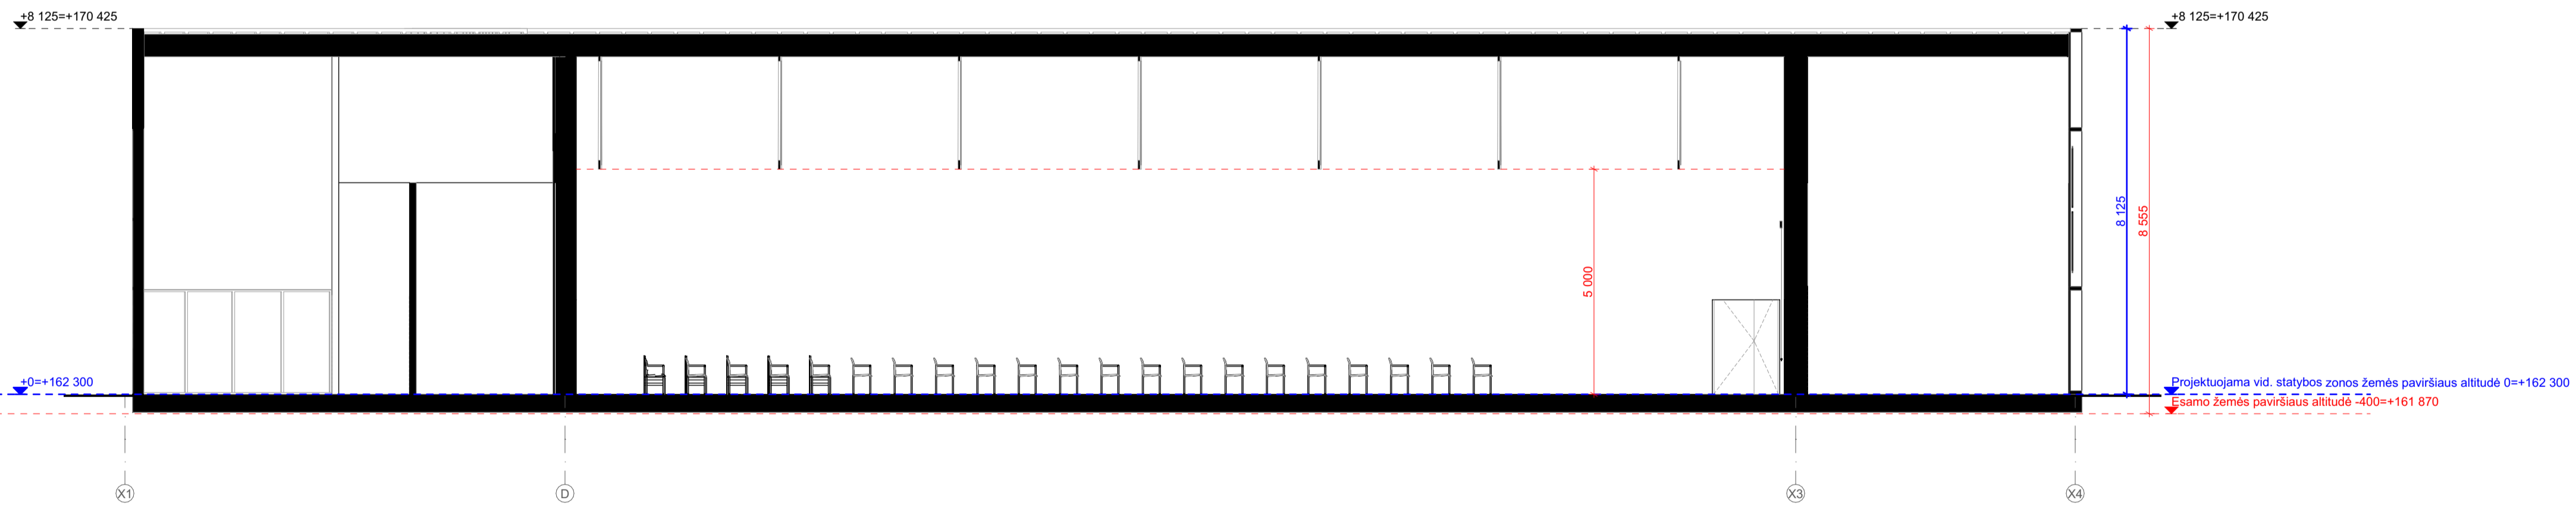 +8 125=+170 425
+8 125=+170 425
8 125
8 555
5 000
+0=+162 300
Projektuojama vid. statybos zonos žemės paviršiaus altitudė 0=+162 300
Esamo žemės paviršiaus altitudė -400=+161 870
X1
D
X3
X4